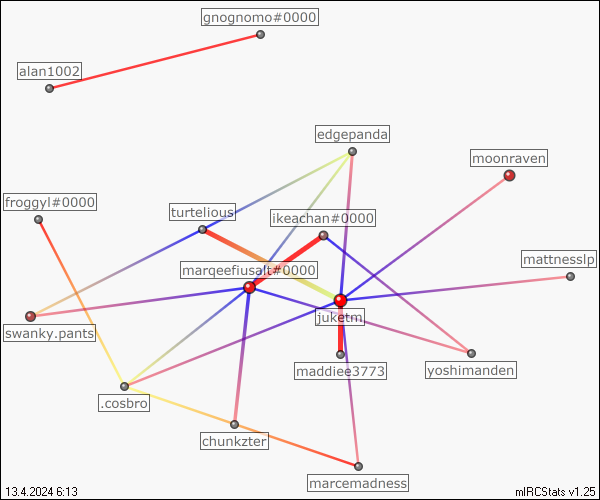 gnognomo#0000
alan1002
edgepanda
moonraven
froggyl#0000
turtelious
ikeachan#0000
mattnesslp
marqeefiusalt#0000
juketm
swanky.pants
maddiee3773
yoshimanden
.cosbro
chunkzter
marcemadness
13.4.2024 6:13
mIRCStats v1.25